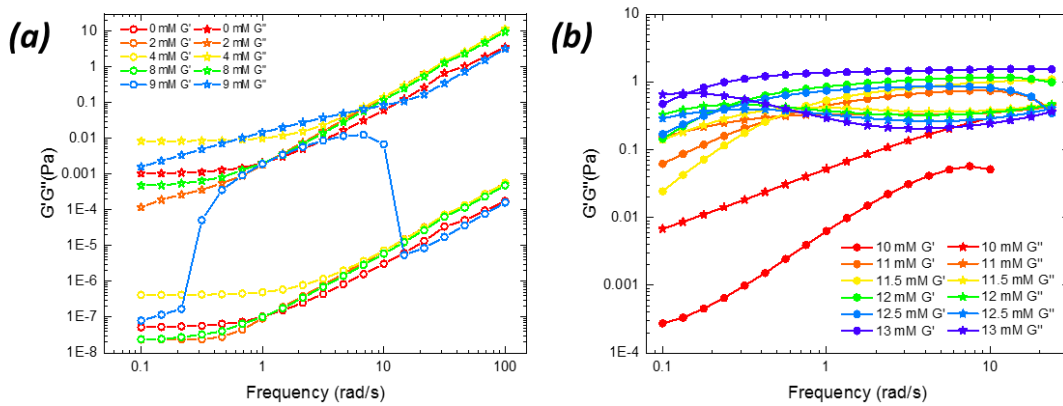 (a)
G'G"(Pa)
10
1
0.1
0.01
0.001
1E-4
1E-5
1E-6
1E-7
1E-8
0 mM G' 0 mM G"
2 mM G' 2 mM G"
4 mM G' 4 mM G"
8 mM G' 8 mM G"
9 mM G' 9 mM G"
0.1 1 10 100
Frequency (rad/s)
(b)
G'G"(Pa)
10
1
0.1
0.01
0.001
1E-4
10 mM G' 10 mM G"
11 mM G' 11 mM G"
11.5 mM G' 11.5 mM G"
12 mM G' 12 mM G"
12.5 mM G' 12.5 mM G"
13 mM G' 13 mM G"
0.1 1 10
Frequency (rad/s)